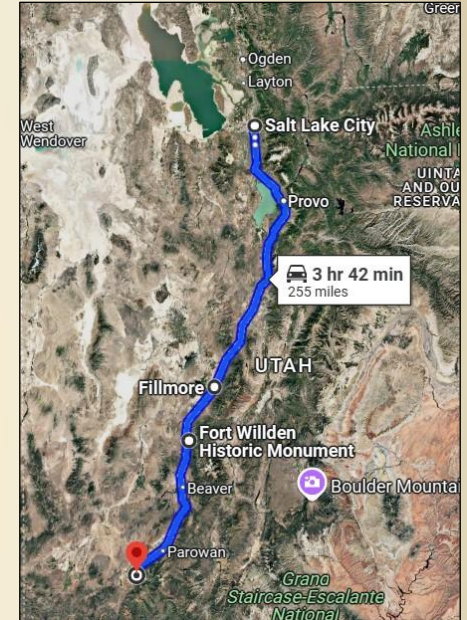 Green
Ogden
Layton
West
Wendover
Salt Lake City
Ashle
National F
UINTA
AND OU
RESERVA
Provo
3 hr 42 min
255 miles
UTAH
Fillmore
Fort Willden
Historic Monument
Beaver
Boulder Mountai
Parowan
Grand
Staircase-Escalante
National